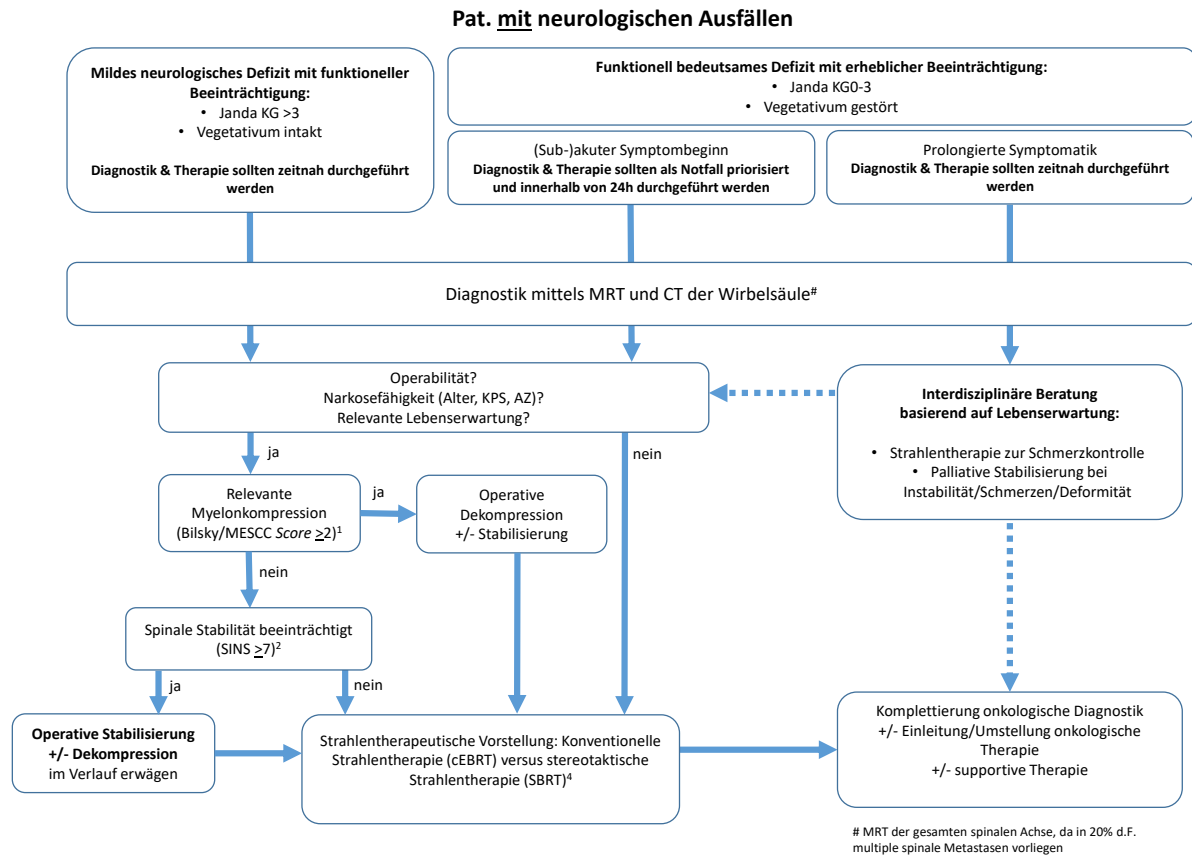 Pat. mit neurologischen Ausfällen
Mildes neurologisches Defizit mit funktioneller
Beeinträchtigung:
• Janda KG >3
• Vegetativum intakt
Diagnostik & Therapie sollten zeitnah durchgeführt
werden
Funktionell bedeutsames Defizit mit erheblicher Beeinträchtigung:
• Janda KG0-3
• Vegetativum gestört
(Sub-)akuter Symptombeginn
Diagnostik & Therapie sollten als Notfall priorisiert
und innerhalb von 24h durchgeführt werden
Prolongierte Symptomatik
Diagnostik & Therapie sollten zeitnah durchgeführt
werden
Diagnostik mittels MRT und CT der Wirbelsäule#
Operabilität?
Narkosefähigkeit (Alter, KPS, AZ)?
Relevante Lebenserwartung?
Interdisziplinäre Beratung
basierend auf Lebenserwartung:
• Strahlentherapie zur Schmerzkontrolle
• Palliative Stabilisierung bei
Instabilität/Schmerzen/Deformität
ja
nein
Relevante
Myelonkompression
(Bilsky/MESCC Score ≥2)¹
ja
Operative
Dekompression
+/- Stabilisierung
nein
Spinale Stabilität beeinträchtigt
(SINS ≥7)²
ja
nein
Operative Stabilisierung
+/- Dekompression
im Verlauf erwägen
Strahlentherapeutische Vorstellung: Konventionelle
Strahlentherapie (cEBRT) versus stereotaktische
Strahlentherapie (SBRT)⁴
Komplettierung onkologische Diagnostik
+/- Einleitung/Umstellung onkologische
Therapie
+/- supportive Therapie
# MRT der gesamten spinalen Achse, da in 20% d.F.
multiple spinale Metastasen vorliegen